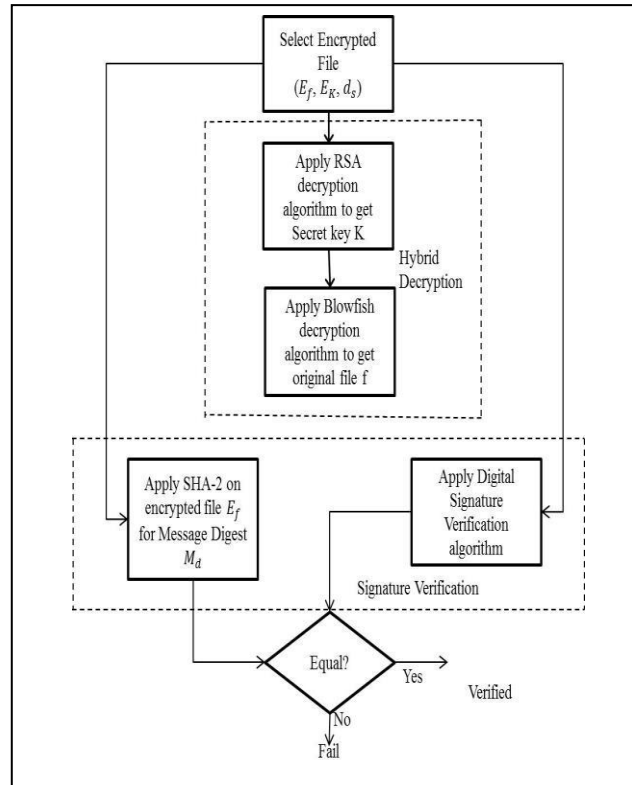 Select Encrypted
File
(E_f, E_K, d_s)
Apply RSA
decryption
algorithm to get
Secret key K
Hybrid
Decryption
Apply Blowfish
decryption
algorithm to get
original file f
Apply SHA-2 on
encrypted file E_f
for Message Digest
M_d
Apply Digital
Signature
Verification
algorithm
Signature Verification
Equal?
Yes
Verified
No
Fail